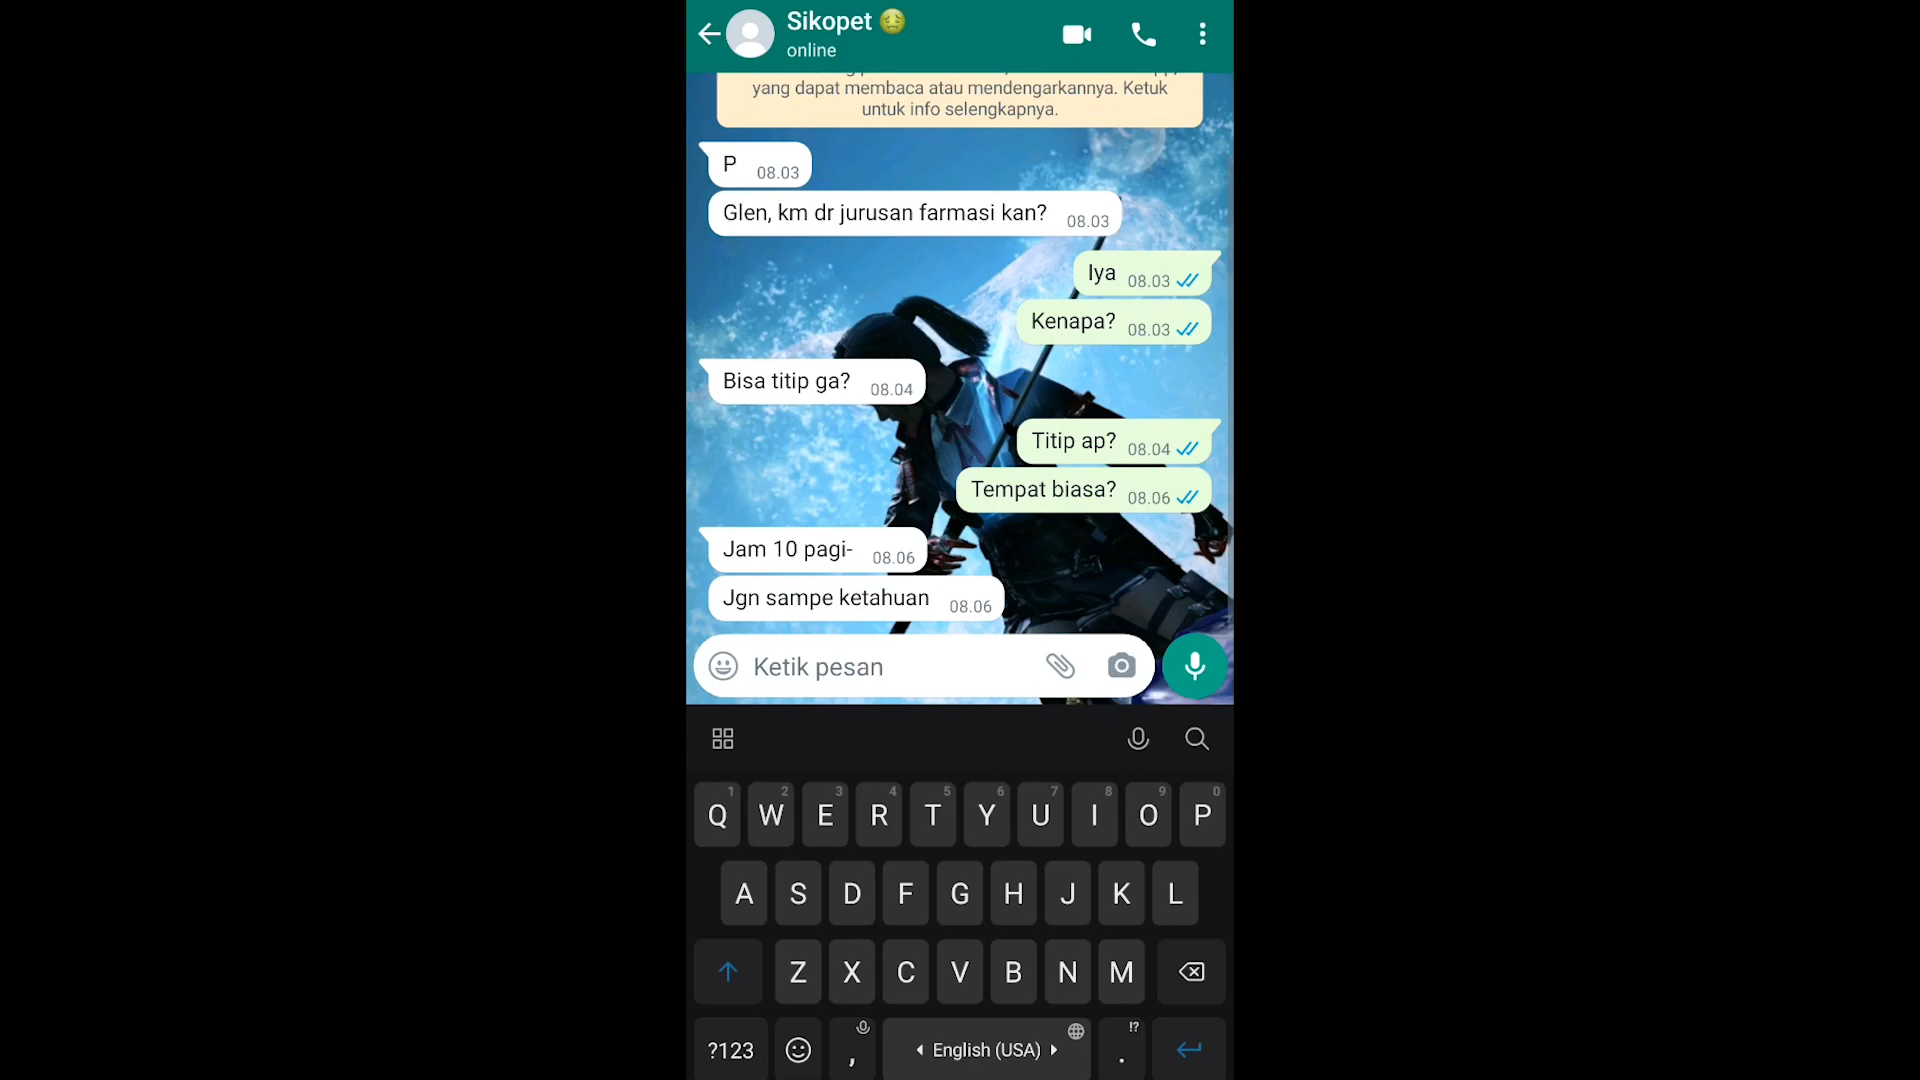 Sikopet
online
yang dapat membaca atau mendengarkannya. Ketuk
untuk info selengkapnya.
P 08.03
Glen, km dr jurusan farmasi kan? 08.03
Iya 08.03
Kenapa? 08.03
Bisa titip ga? 08.04
Titip ap? 08.04
Tempat biasa? 08.06
Jam 10 pagi- 08.06
Jgn sampe ketahuan 08.06
Ketik pesan
1 2 3 4 5 6 7 8 9 0
Q W E R T Y U I O P
A S D F G H J K L
Z X C V B N M
?123 , English (USA) . !?